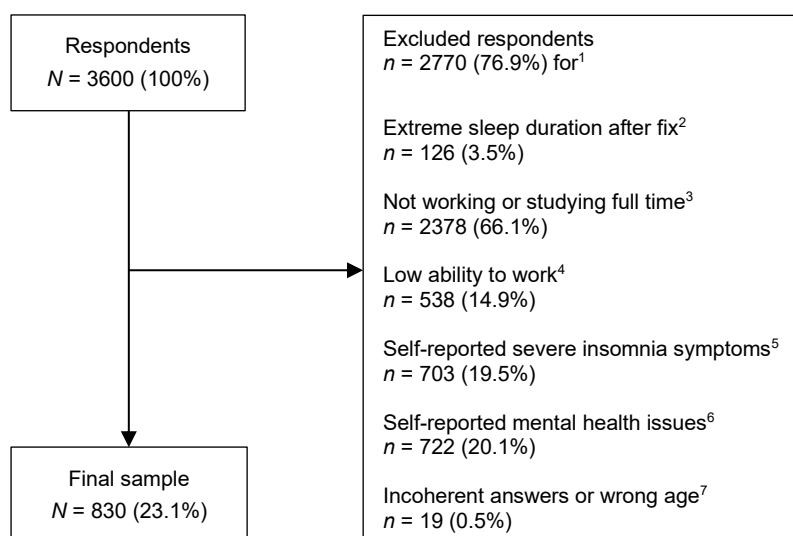 Respondents
N = 3600 (100%)
Excluded respondents
n = 2770 (76.9%) for¹
Extreme sleep duration after fix²
n = 126 (3.5%)
Not working or studying full time³
n = 2378 (66.1%)
Low ability to work⁴
n = 538 (14.9%)
Self-reported severe insomnia symptoms⁵
n = 703 (19.5%)
Self-reported mental health issues⁶
n = 722 (20.1%)
Incoherent answers or wrong age⁷
n = 19 (0.5%)
Final sample
N = 830 (23.1%)